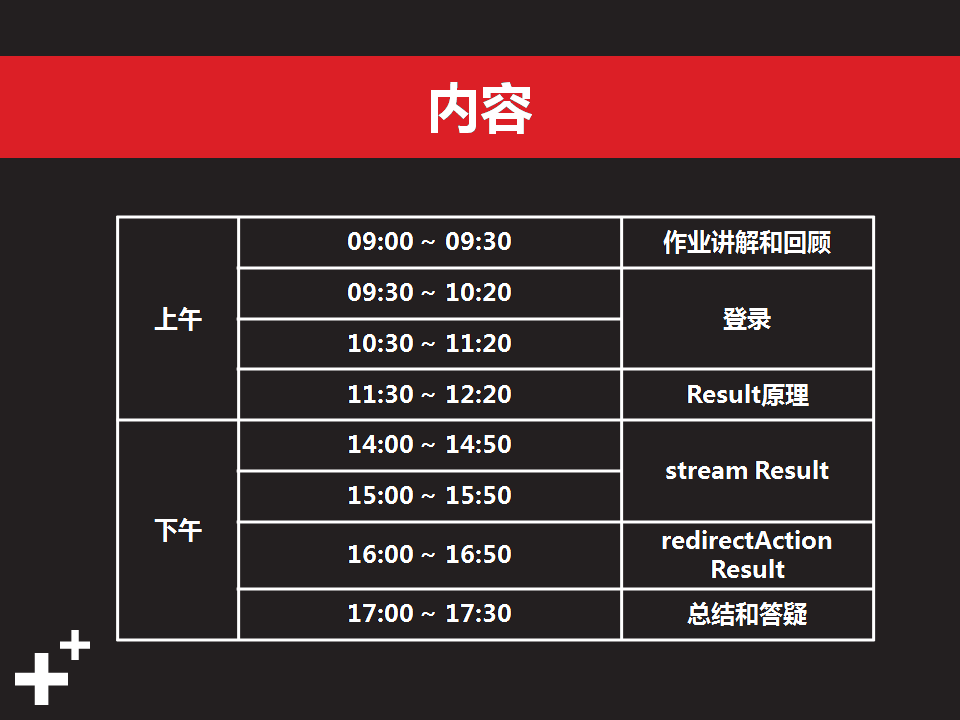 内容
上午
09:00 ~ 09:30
作业讲解和回顾
09:30 ~ 10:20
登录
10:30 ~ 11:20
11:30 ~ 12:20
Result原理
下午
14:00 ~ 14:50
stream Result
15:00 ~ 15:50
16:00 ~ 16:50
redirectAction
Result
17:00 ~ 17:30
总结和答疑